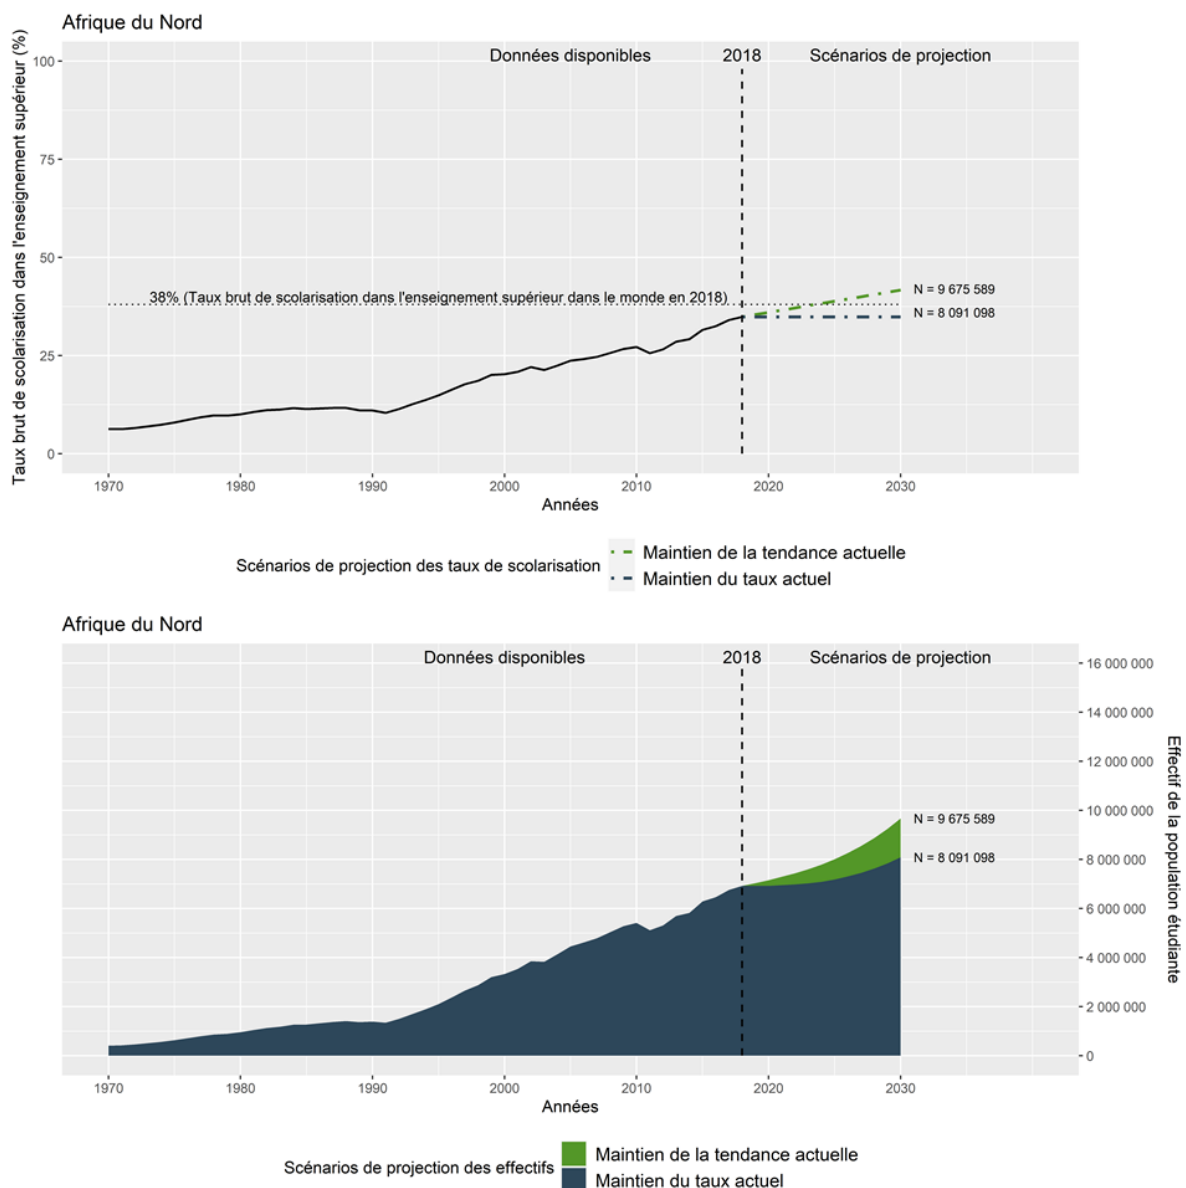 Afrique du Nord
Taux brut de scolarisation dans l'enseignement supérieur (%)
Données disponibles 2018 Scénarios de projection
100
75
50
25
0
38% (Taux brut de scolarisation dans l'enseignement supérieur dans le monde en 2018)
N = 9 675 589
N = 8 091 098
1970 1980 1990 2000 2010 2020 2030
Années
Scénarios de projection des taux de scolarisation
Maintien de la tendance actuelle
Maintien du taux actuel
Afrique du Nord
Données disponibles 2018 Scénarios de projection
16 000 000
14 000 000
12 000 000
10 000 000
8 000 000
6 000 000
4 000 000
2 000 000
0
Effectif de la population étudiante
N = 9 675 589
N = 8 091 098
1970 1980 1990 2000 2010 2020 2030
Années
Scénarios de projection des effectifs
Maintien de la tendance actuelle
Maintien du taux actuel